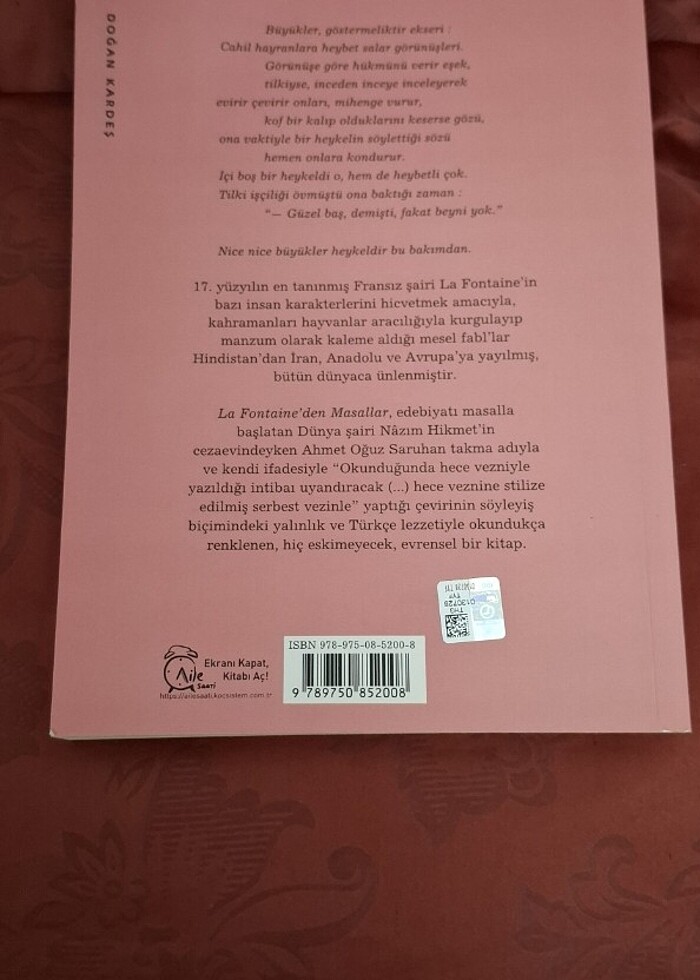 DOĞAN KARDEŞ
Büyükler, göstermeliktir ekseri :
Cahil hayranlara heybet salar görünüşleri.
Görünüşe göre hükmünü verir eşek,
tilkiyse, inceden inceye inceleyerek
evirir çevirir onları, mihenge vurur,
kof bir kalıp olduklarını keserse gözü,
ona vaktiyle bir heykelin söylettiği sözü
hemen onlara kondurur.
İçi boş bir heykeldi o, hem de heybetli çok.
Tilki işçiliği övmüştü ona baktığı zaman :
“— Güzel baş, demişti, fakat beyni yok.”
Nice nice büyükler heykeldir bu bakımdan.
17. yüzyılın en tanınmış Fransız şairi La Fontaine’in
bazı insan karakterlerini hicvetmek amacıyla,
kahramanları hayvanlar aracılığıyla kurgulayıp
manzum olarak kaleme aldığı mesel fabl’lar
Hindistan’dan İran, Anadolu ve Avrupa’ya yayılmış,
bütün dünyaca ünlenmiştir.
La Fontaine’den Masallar, edebiyatı masalla
başlatan Dünya şairi Nâzım Hikmet’in
cezaevindeyken Ahmet Oğuz Saruhan takma adıyla
ve kendi ifadesiyle “Okunduğunda hece vezniyle
yazıldığı intibaı uyandıracak (...) hece veznine stilize
edilmiş serbest vezinle” yaptığı çevirinin söyleyiş
biçimindeki yalınlık ve Türkçe lezzetiyle okundukça
renklenen, hiç eskimeyecek, evrensel bir kitap.
THG
TYF
0130728
Aile
SAATİ
Ekranı Kapat,
Kitabı Aç!
https://ailesaati.kocsistem.com.tr
ISBN 978-975-08-5200-8
9 789750 852008